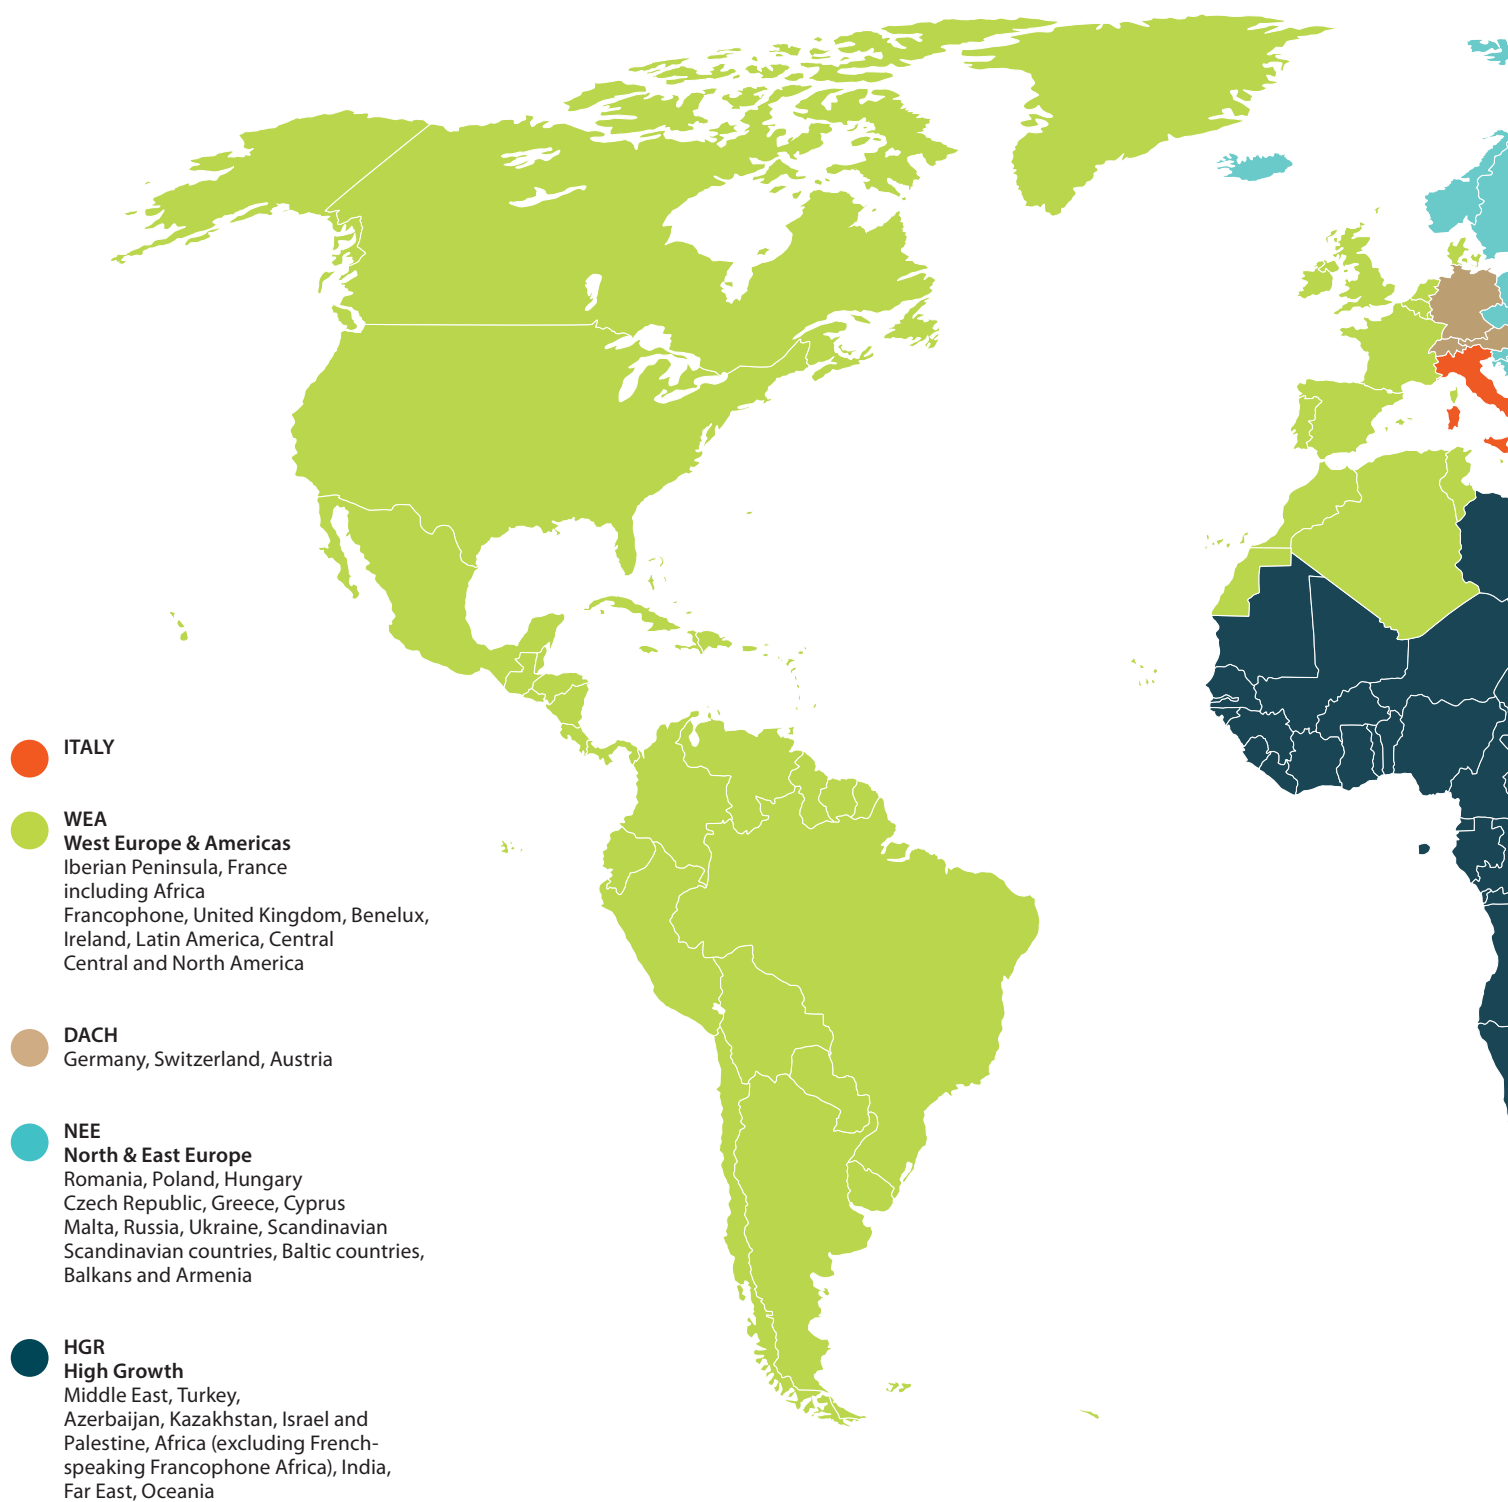 ITALY
WEA
West Europe & Americas
Iberian Peninsula, France
including Africa
Francophone, United Kingdom, Benelux,
Ireland, Latin America, Central
Central and North America
DACH
Germany, Switzerland, Austria
NEE
North & East Europe
Romania, Poland, Hungary
Czech Republic, Greece, Cyprus
Malta, Russia, Ukraine, Scandinavian
Scandinavian countries, Baltic countries,
Balkans and Armenia
HGR
High Growth
Middle East, Turkey,
Azerbaijan, Kazakhstan, Israel and
Palestine, Africa (excluding French-
speaking Francophone Africa), India,
Far East, Oceania